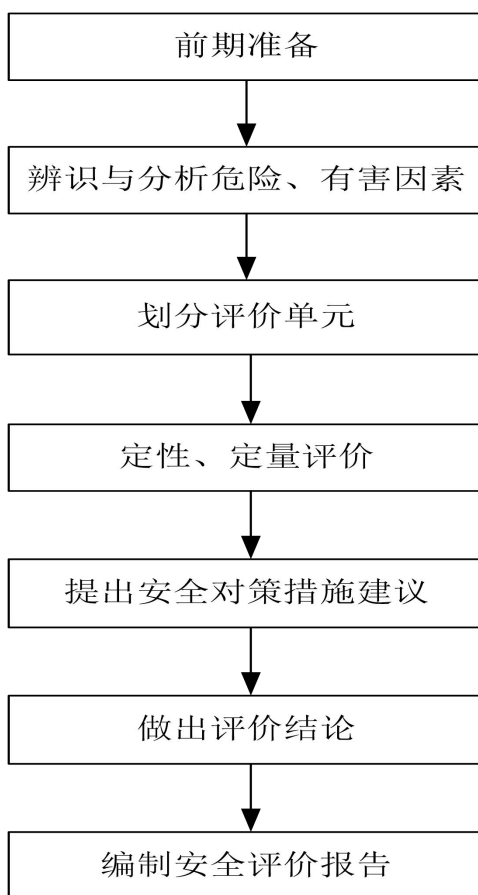 前期准备
辨识与分析危险、有害因素
划分评价单元
定性、定量评价
提出安全对策措施建议
做出评价结论
编制安全评价报告